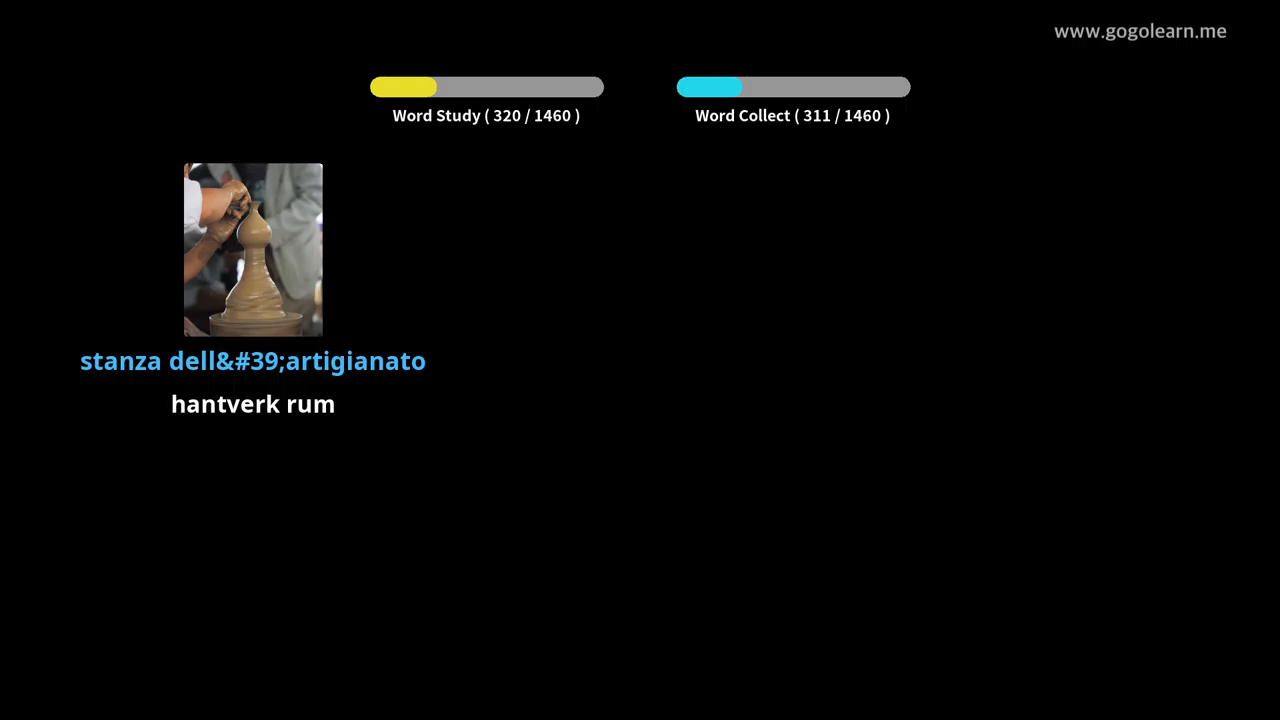 www.gogolearn.me
Word Study ( 320 / 1460 )
Word Collect ( 311 / 1460 )
stanza dell&#39;artigianato
hantverk rum